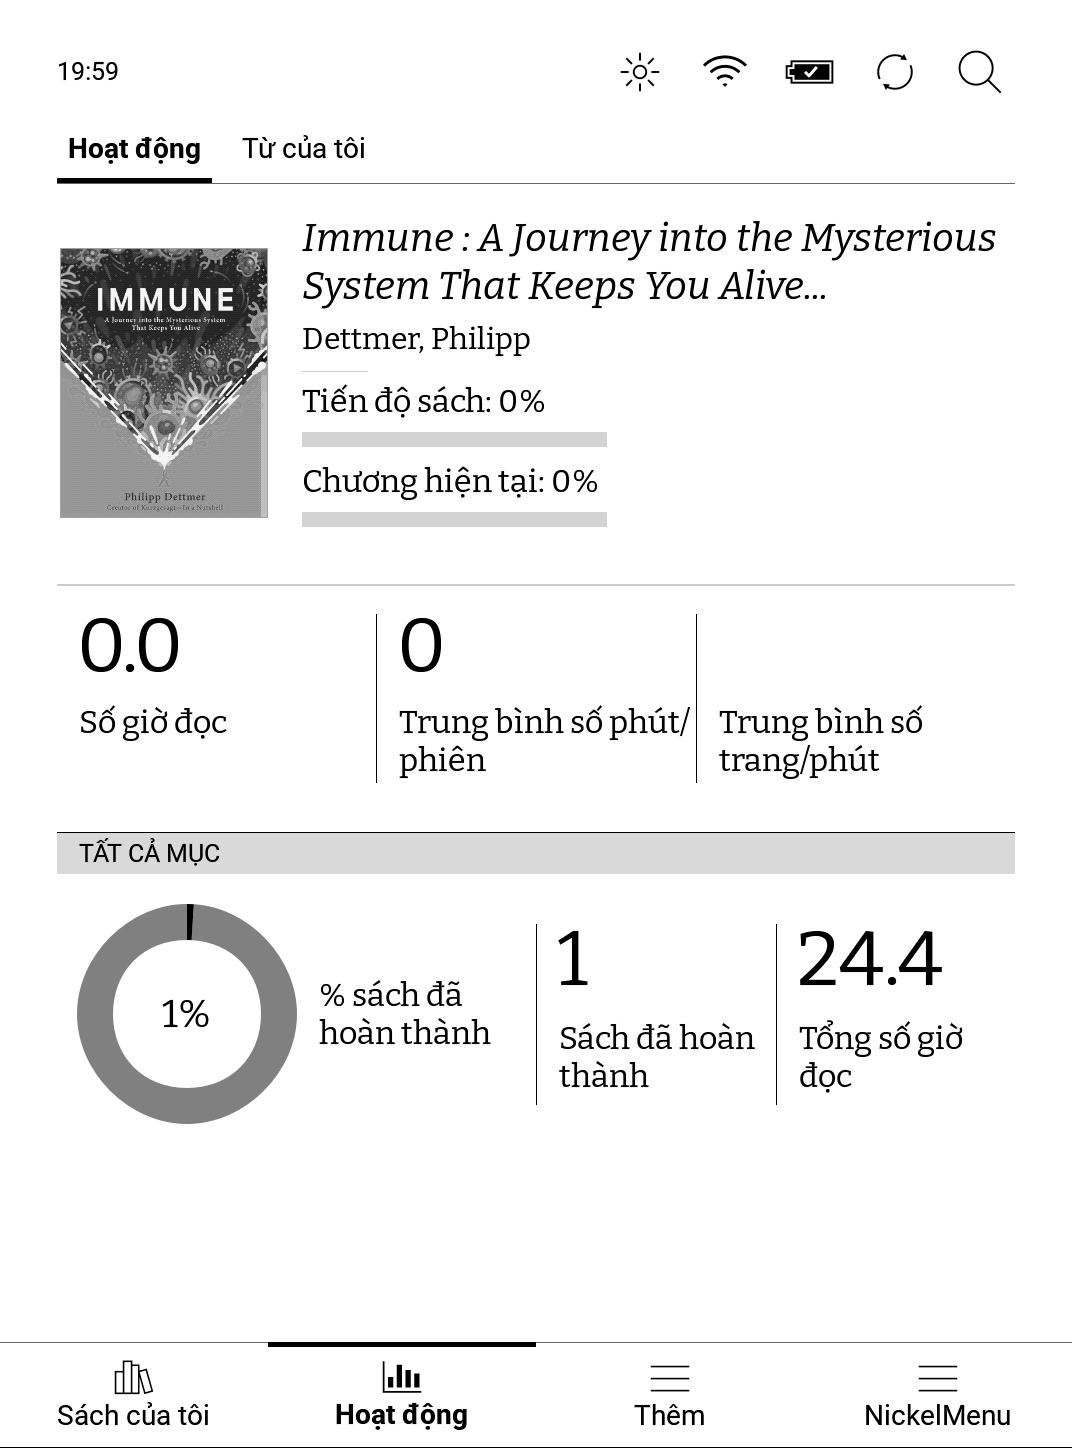 19:59
Hoạt động
Từ của tôi
IMMUNE
A Journey into the Mysterious System
That Keeps You Alive
Philipp Dettmer
Creator of Kurzgesagt—In a Nutshell
Immune : A Journey into the Mysterious
System That Keeps You Alive...
Dettmer, Philipp
Tiến độ sách: 0%
Chương hiện tại: 0%
0.0
Số giờ đọc
0
Trung bình số phút/
phiên
Trung bình số
trang/phút
TẤT CẢ MỤC
1%
% sách đã
hoàn thành
1
Sách đã hoàn
thành
24.4
Tổng số giờ
đọc
Sách của tôi
Hoạt động
Thêm
NickelMenu